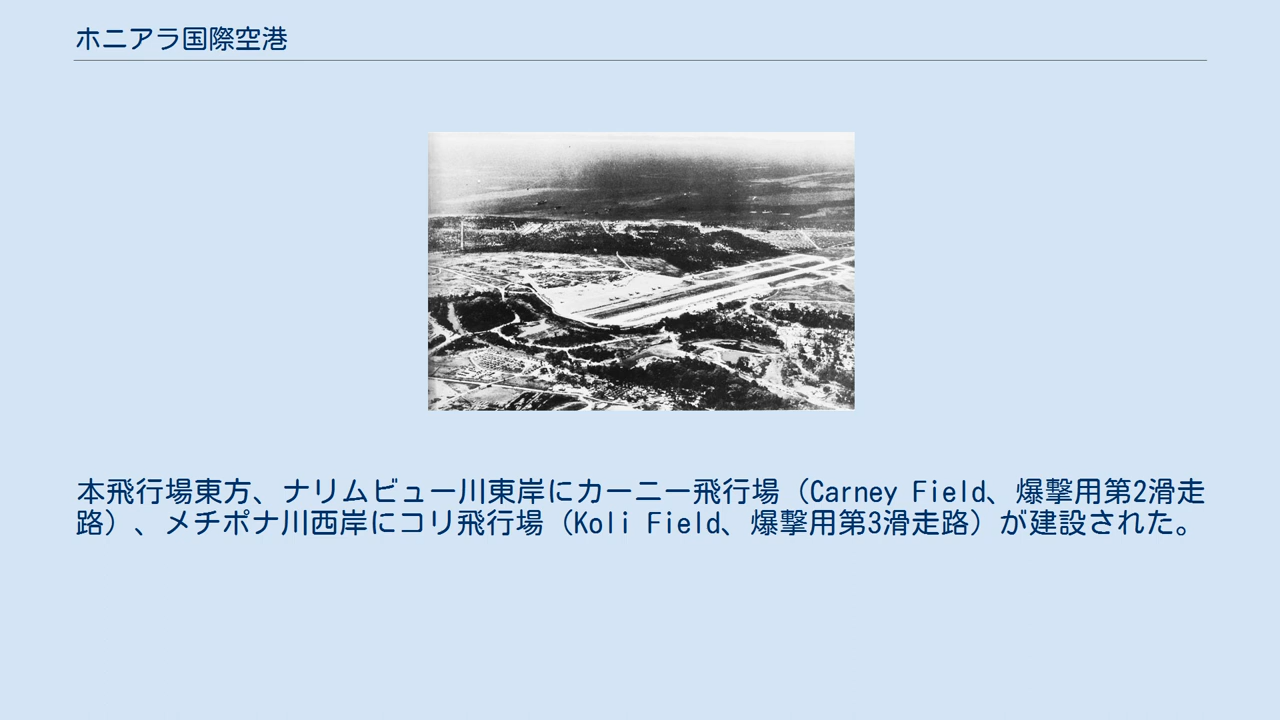 ホニアラ国際空港
本飛行場東方、ナリムビュー川東岸にカーニー飛行場（Carney Field、爆撃用第2滑走
路）、メチポナ川西岸にコリ飛行場（Koli Field、爆撃用第3滑走路）が建設された。